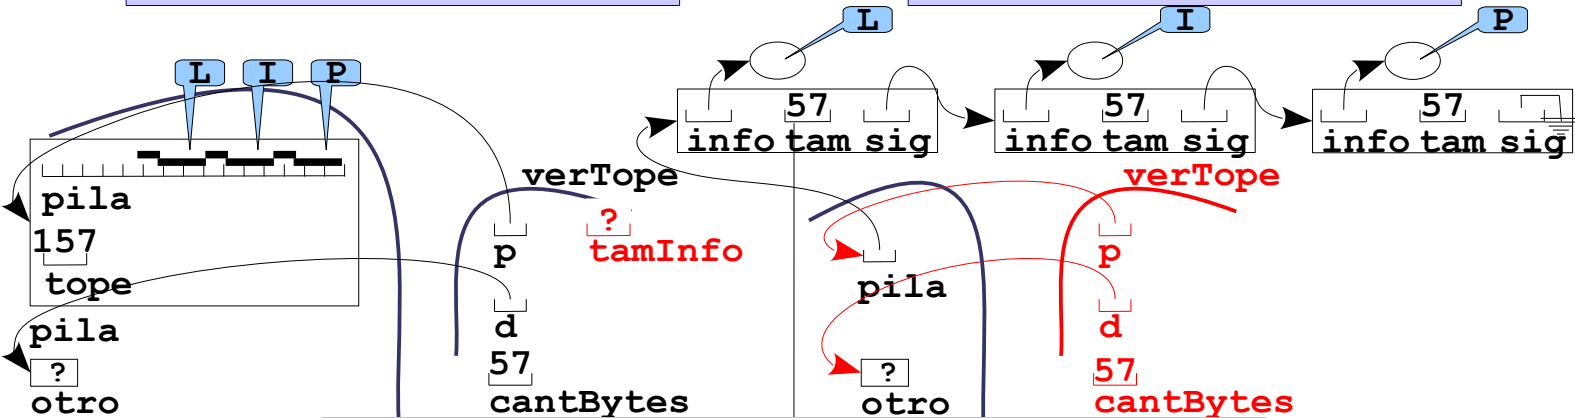 L I P
L I P
57 57 57
info tam sig info tam sig info tam sig
pila
157
tope
pila
?
otro
verTope
?
p tamInfo
d
57
cantBytes
pila
?
otro
verTope
p
d
57
cantBytes